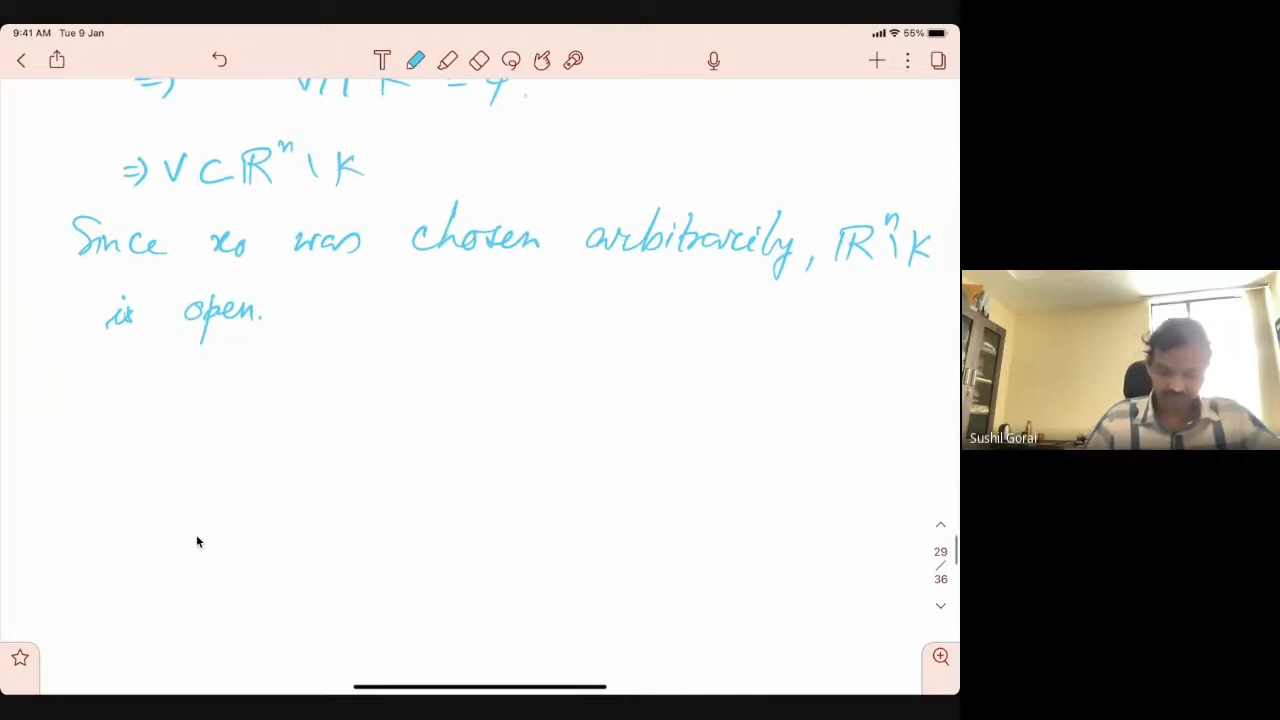 9:41 AM Tue 9 Jan
55%
T
⇒ V ∩ K = φ.
⇒ V ⊂ ℝⁿ \ K
Since x₀ was chosen arbitrarily, ℝⁿ \ K
is open.
Sushil Gorai
29
/
36